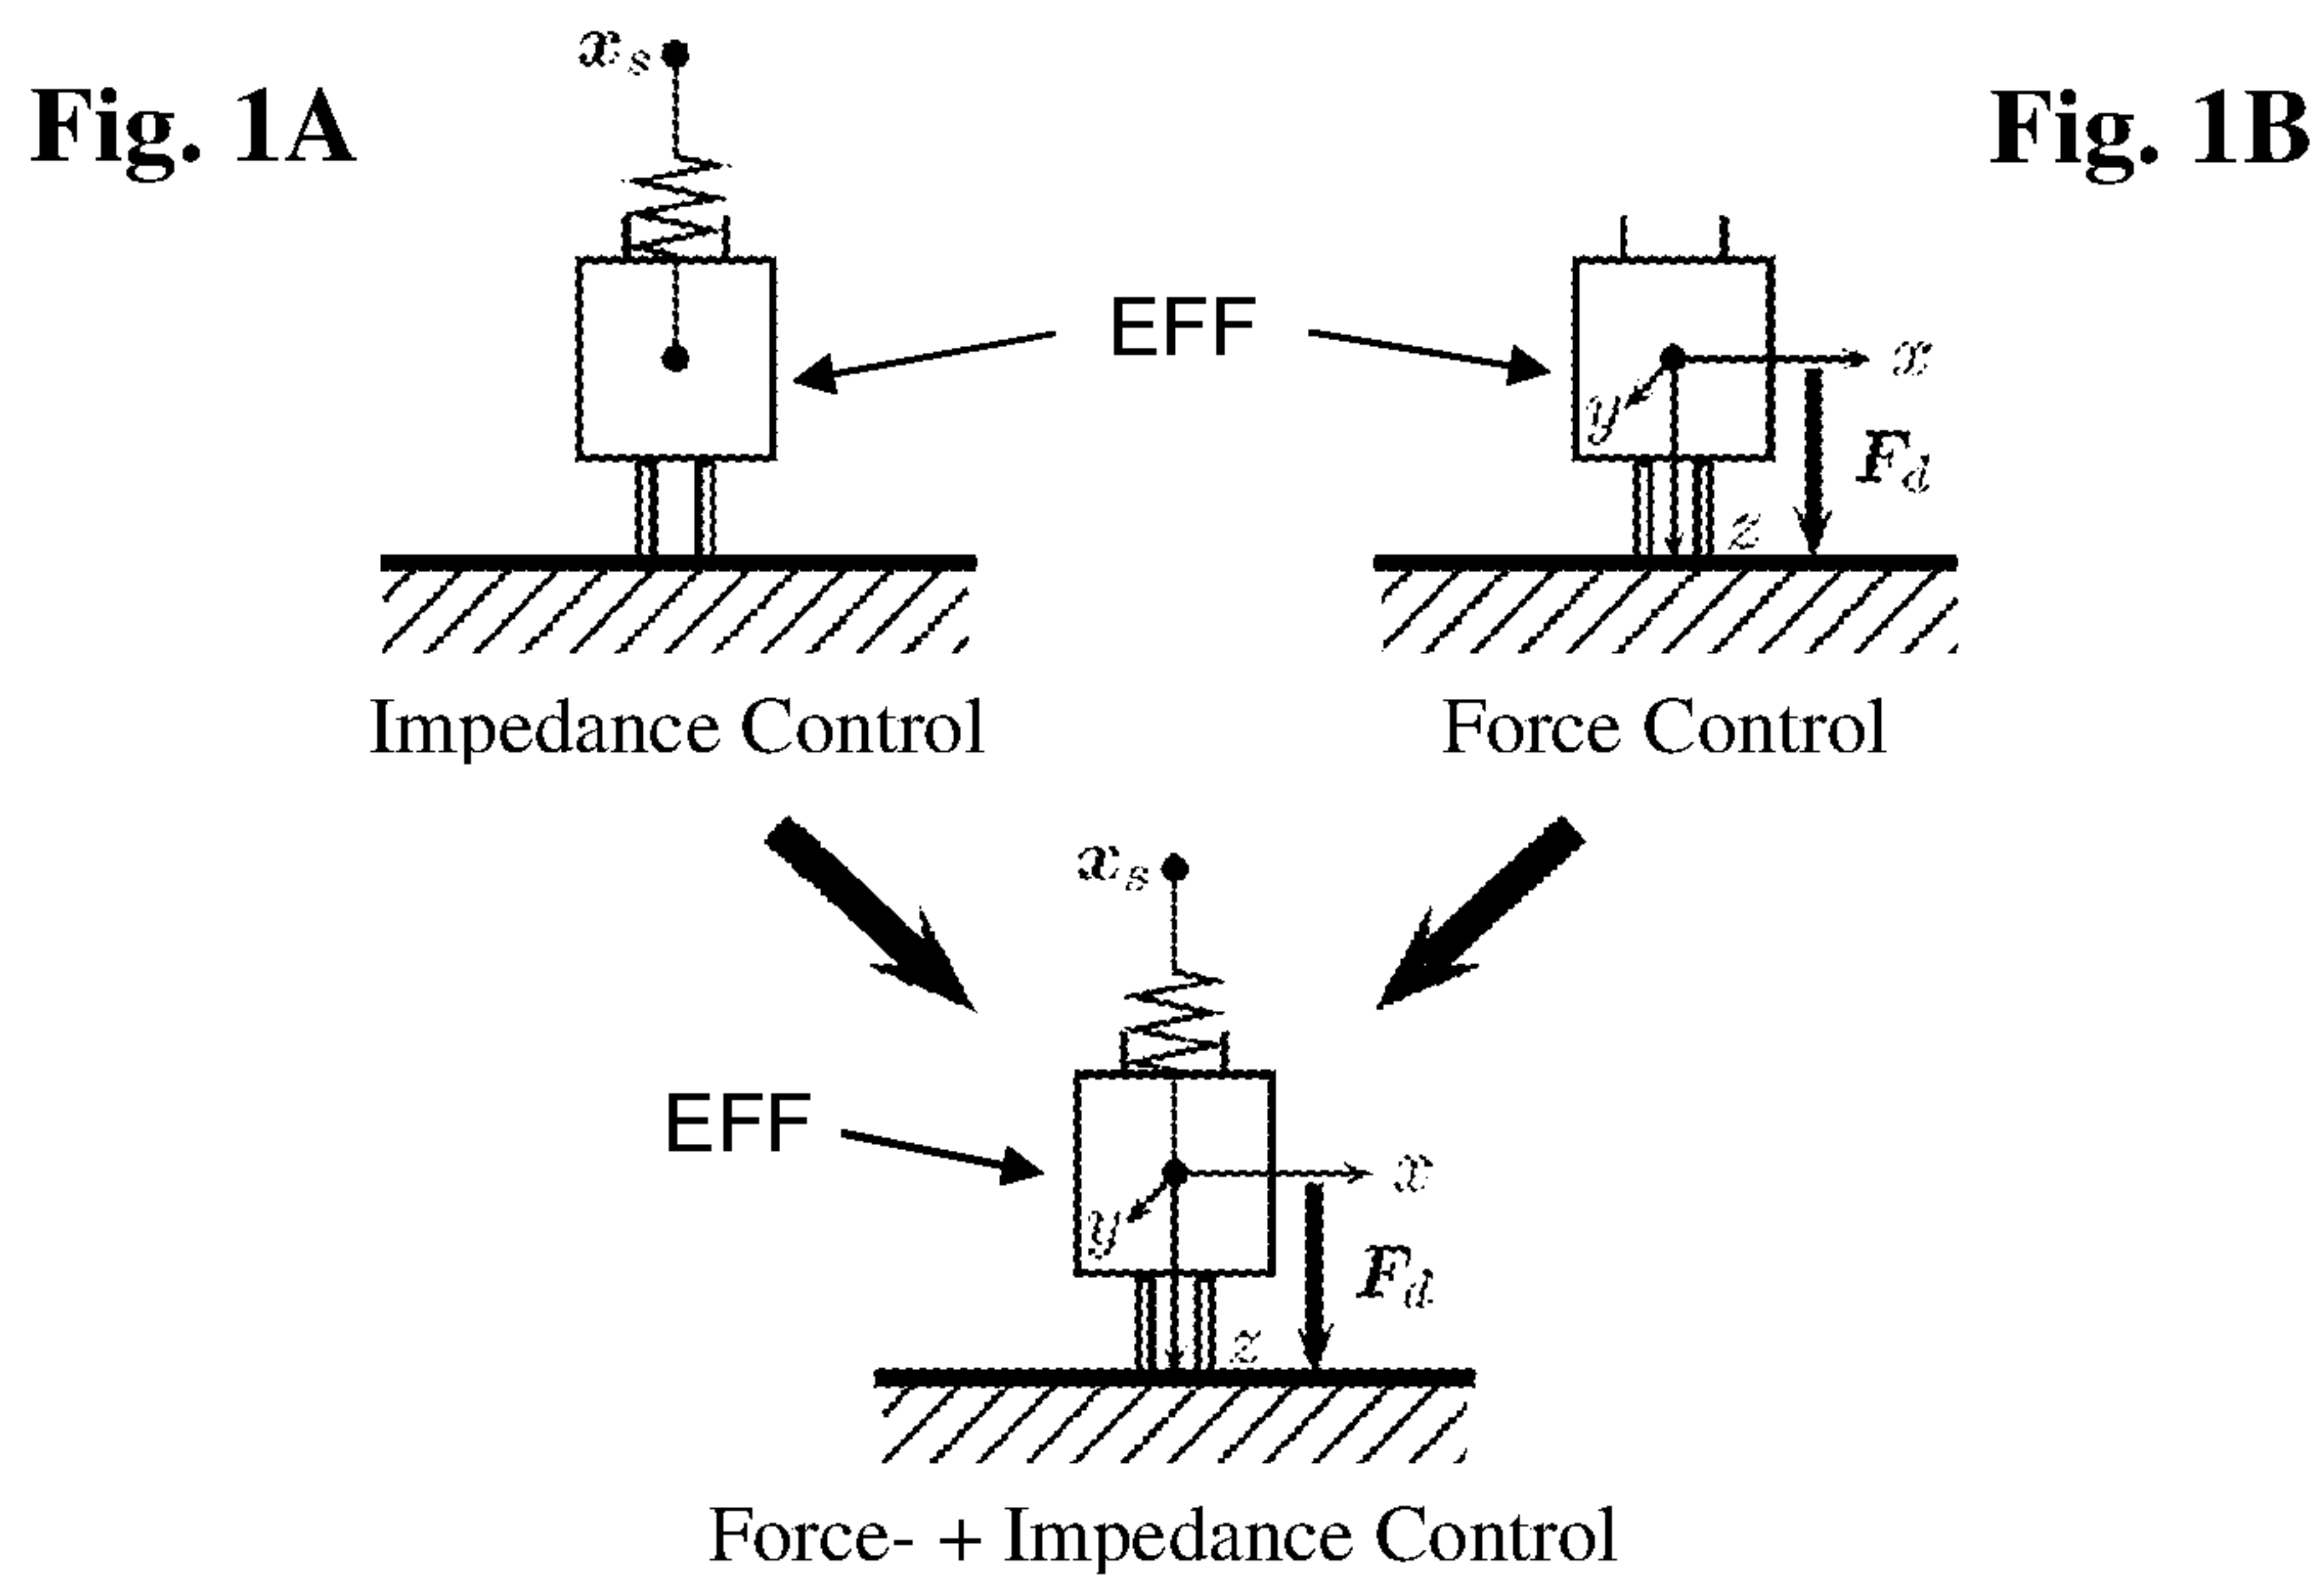 Fig. 1A
Fig. 1B
x_s
EFF
x
y
F_d
z
Impedance Control
Force Control
x_s
EFF
x
y
F_d
z
Force- + Impedance Control